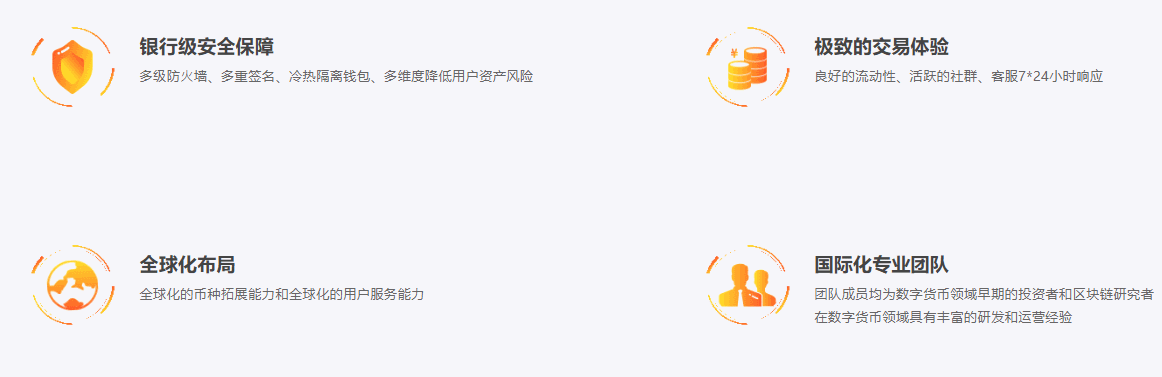 银行级安全保障
多级防火墙、多重签名、冷热隔离钱包、多维度降低用户资产风险
¥
极致的交易体验
良好的流动性、活跃的社群、客服7*24小时响应
全球化布局
全球化的币种拓展能力和全球化的用户服务能力
国际化专业团队
团队成员均为数字货币领域早期的投资者和区块链研究者
在数字货币领域具有丰富的研发和运营经验